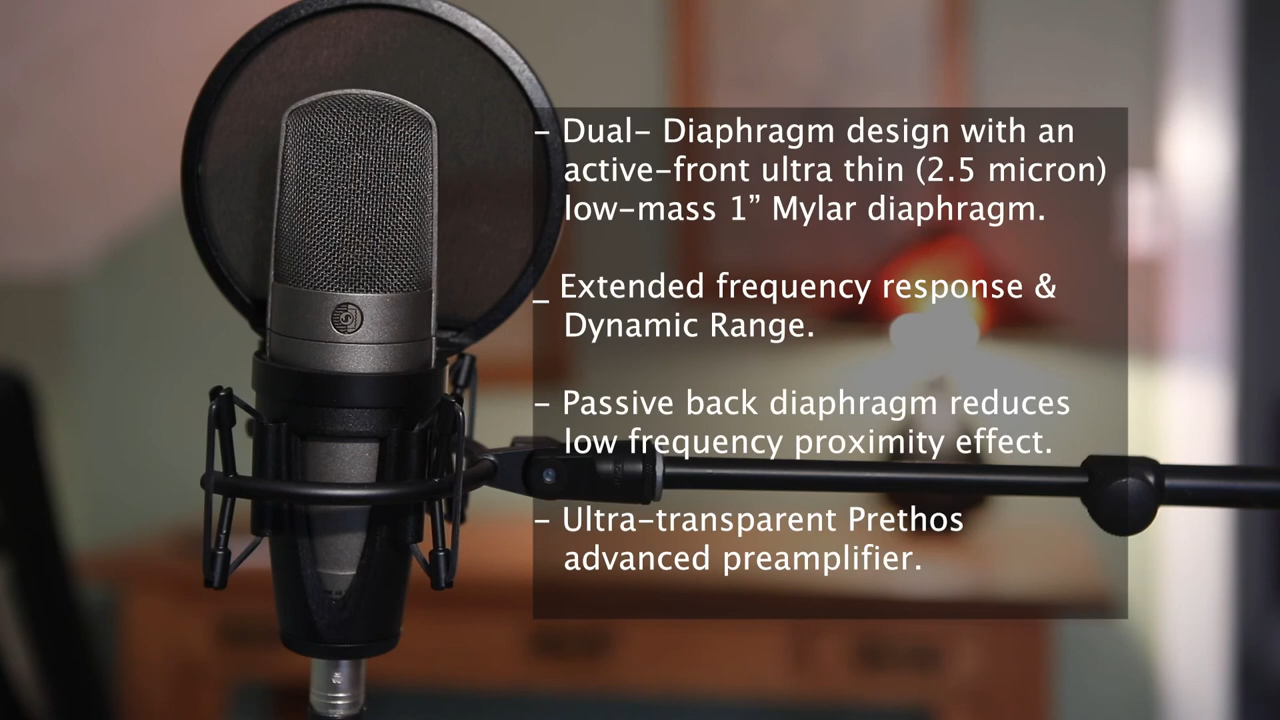 – Dual– Diaphragm design with an
active–front ultra thin (2.5 micron)
low–mass 1” Mylar diaphragm.
_ Extended frequency response &
Dynamic Range.
– Passive back diaphragm reduces
low frequency proximity effect.
– Ultra–transparent Prethos
advanced preamplifier.